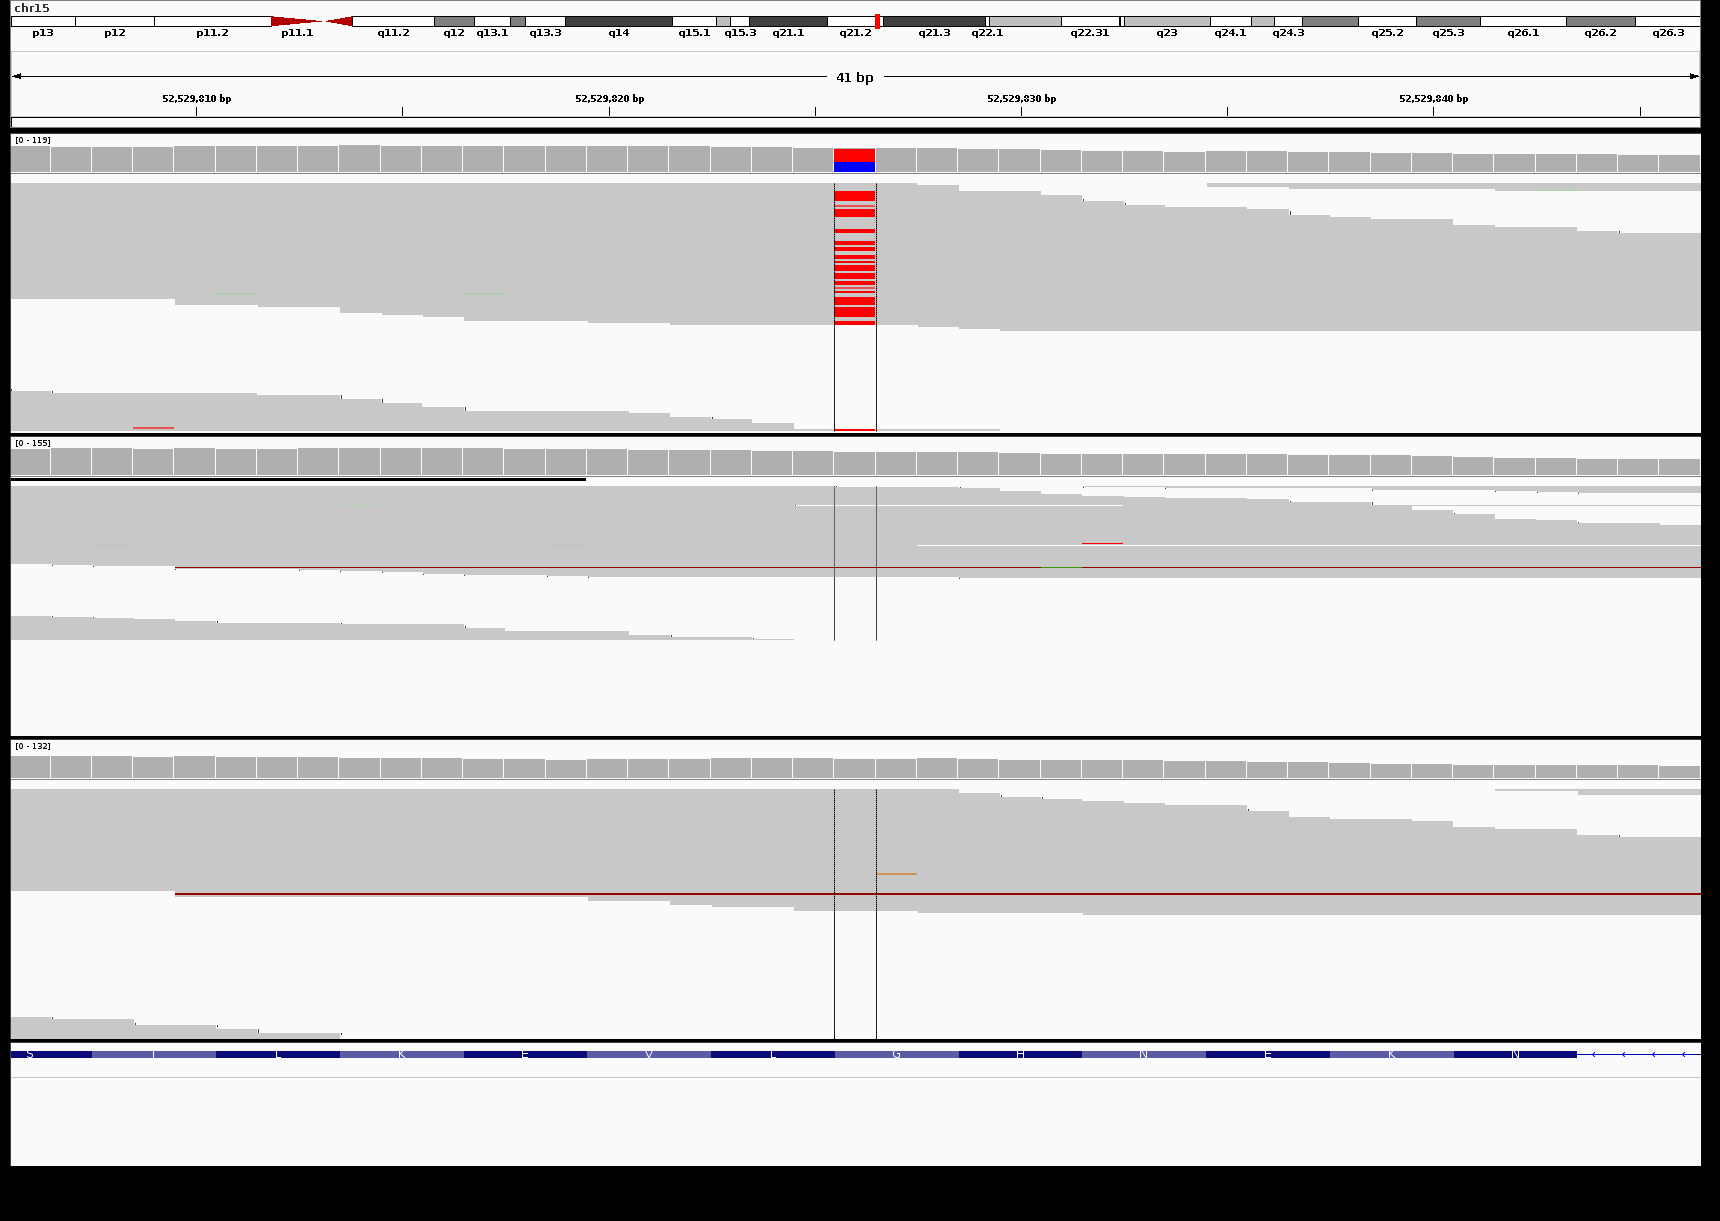 chr15
p13 p12 p11.2 p11.1 q11.2 q12 q13.1 q13.3 q14 q15.1 q15.3 q21.1 q21.2 q21.3 q22.1 q22.31 q23 q24.1 q24.3 q25.2 q25.3 q26.1 q26.2 q26.3
41 bp
52,529,810 bp 52,529,820 bp 52,529,830 bp 52,529,840 bp
[0 - 119]
[0 - 155]
[0 - 132]
S I L K E V L G H N E K N